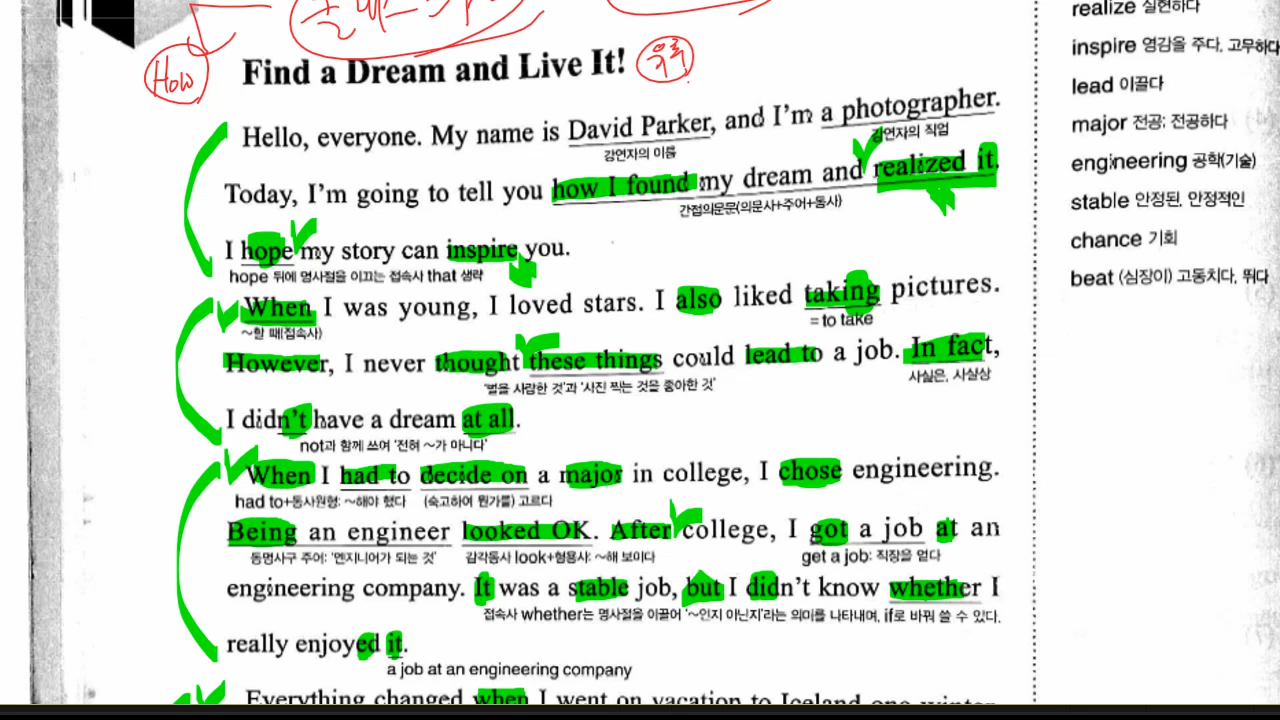 How
Find a Dream and Live It!
Hello, everyone. My name is David Parker, and I'm a photographer.
강연자의 이름
강연자의 직업
Today, I'm going to tell you how I found my dream and realized it.
간접의문문(의문사+주어+동사)
I hope my story can inspire you.
hope 뒤에 명사절을 이끄는 접속사 that 생략
When I was young, I loved stars. I also liked taking pictures.
~할 때(접속사)
= to take
However, I never thought these things could lead to a job. In fact,
'별을 사랑한 것'과 '사진 찍는 것을 좋아한 것'
사실은, 사실상
I didn't have a dream at all.
not과 함께 쓰여 '전혀 ~가 아니다'
When I had to decide on a major in college, I chose engineering.
had to+동사원형: ~해야 했다
(숙고하여 뭔가를) 고르다
Being an engineer looked OK. After college, I got a job at an
동명사구 주어: '엔지니어가 되는 것'
감각동사 look+형용사: ~해 보이다
get a job: 직장을 얻다
engineering company. It was a stable job, but I didn't know whether I
접속사 whether는 명사절을 이끌어 '~인지 아닌지'라는 의미를 나타내며, if로 바꿔 쓸 수 있다.
really enjoyed it.
a job at an engineering company
Everything changed when I went on vacation to Iceland one winter.
realize 실현하다
inspire 영감을 주다, 고무하다
lead 이끌다
major 전공; 전공하다
engineering 공학(기술)
stable 안정된, 안정적인
chance 기회
beat (심장이) 고동치다, 뛰다